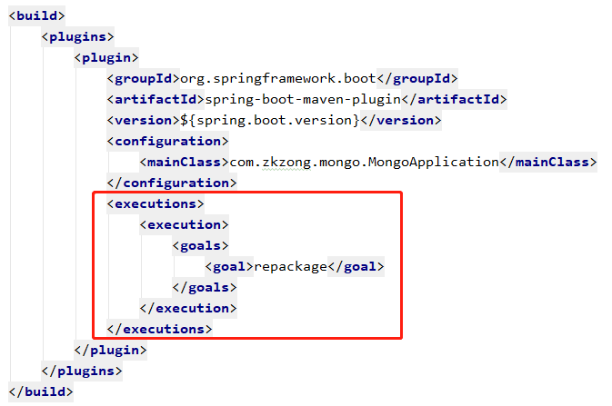 <build>
<plugins>
<plugin>
<groupId>org.springframework.boot</groupId>
<artifactId>spring-boot-maven-plugin</artifactId>
<version>${spring.boot.version}</version>
<configuration>
<mainClass>com.zkzong.mongo.MongoApplication</mainClass>
</configuration>
<executions>
<execution>
<goals>
<goal>repackage</goal>
</goals>
</execution>
</executions>
</plugin>
</plugins>
</build>